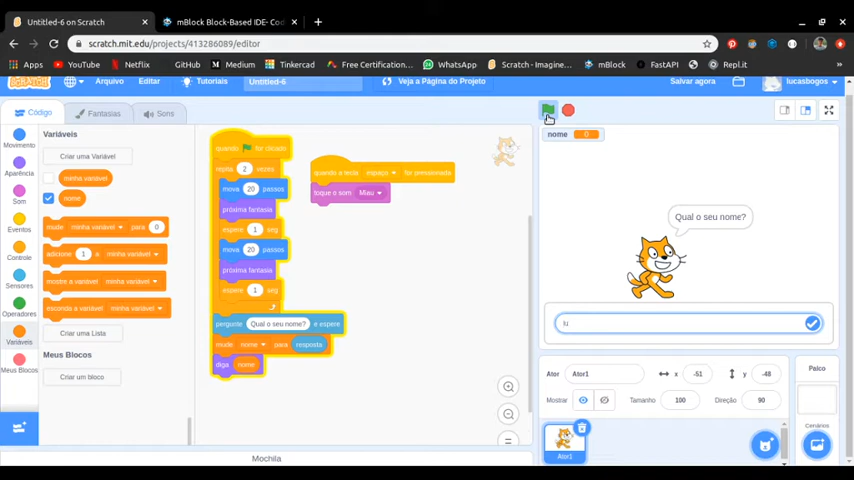 Untitled-6 on Scratch
mBlock Block-Based IDE- Co
scratch.mit.edu/projects/413286089/editor
Apps
YouTube
Netflix
GitHub
Medium
Tinkercad
Free Certification...
WhatsApp
Scratch - Imagine...
mBlock
FastAPI
Repl.it
SCRATCH
Arquivo
Editar
Tutoriais
Untitled-6
Veja a Página do Projeto
Salvar agora
lucasbogos
Código
Fantasias
Sons
Movimento
Aparência
Som
Eventos
Controle
Sensores
Operadores
Variáveis
Meus Blocos
Variáveis
Criar uma Variável
minha variável
nome
mude minha variável para 0
adicione 1 à minha variável
mostre a variável minha variável
esconda a variável minha variável
Criar uma Lista
Meus Blocos
Criar um bloco
quando for clicado
repita 2 vezes
mova 20 passos
próxima fantasia
espere 1 seg
mova 20 passos
próxima fantasia
espere 1 seg
pergunte Qual o seu nome? e espere
mude nome para resposta
diga nome
quando a tecla espaço for pressionada
toque o som Miau
nome 0
Qual o seu nome?
Ator Ator1 x -51 y -48
Mostrar Tamanho 100 Direção 90
Ator1
Palco
Cenários
Mochila